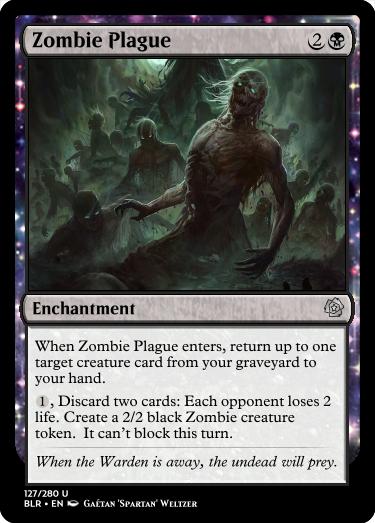 Zombie Plague 2
Enchantment
When Zombie Plague enters, return up to one
target creature card from your graveyard to
your hand.
1, Discard two cards: Each opponent loses 2
life. Create a 2/2 black Zombie creature
token.  It can't block this turn.
When the Warden is away, the undead will prey.
127/280 U
BLR • EN Gaétan 'Spartan' Weltzer